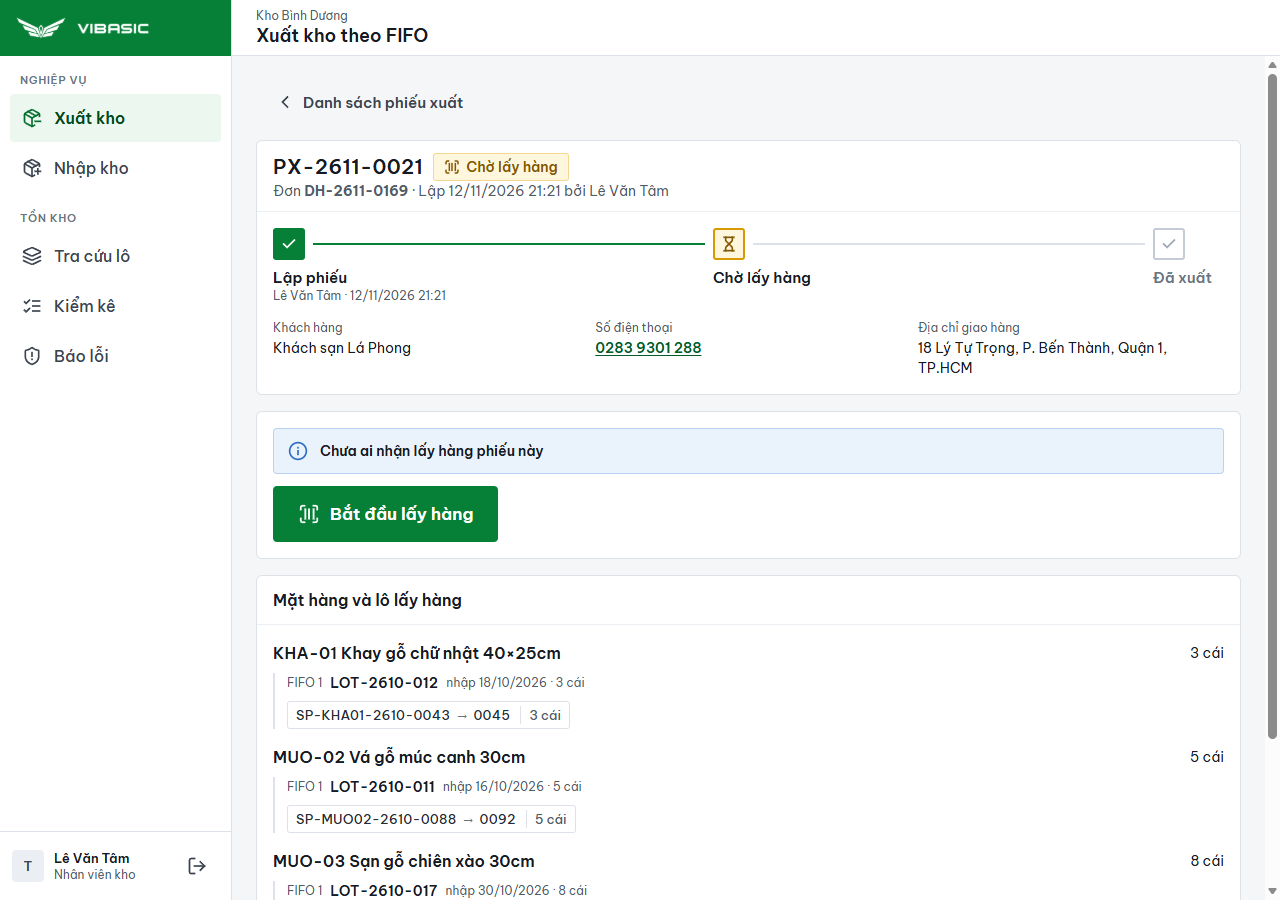 VIBASIC
Kho Bình Dương
Xuất kho theo FIFO
NGHIỆP VỤ
Xuất kho
Nhập kho
TỒN KHO
Tra cứu lô
Kiểm kê
Báo lỗi
T
Lê Văn Tâm
Nhân viên kho
Danh sách phiếu xuất
PX-2611-0021 Chờ lấy hàng
Đơn DH-2611-0169 · Lập 12/11/2026 21:21 bởi Lê Văn Tâm
Lập phiếu
Lê Văn Tâm · 12/11/2026 21:21
Chờ lấy hàng
Đã xuất
Khách hàng
Khách sạn Lá Phong
Số điện thoại
0283 9301 288
Địa chỉ giao hàng
18 Lý Tự Trọng, P. Bến Thành, Quận 1,
TP.HCM
Chưa ai nhận lấy hàng phiếu này
Bắt đầu lấy hàng
Mặt hàng và lô lấy hàng
KHA-01 Khay gỗ chữ nhật 40×25cm 3 cái
FIFO 1 LOT-2610-012 nhập 18/10/2026 · 3 cái
SP-KHA01-2610-0043 → 0045 3 cái
MUO-02 Vá gỗ múc canh 30cm 5 cái
FIFO 1 LOT-2610-011 nhập 16/10/2026 · 5 cái
SP-MUO02-2610-0088 → 0092 5 cái
MUO-03 Sạn gỗ chiên xào 30cm 8 cái
FIFO 1 LOT-2610-017 nhập 30/10/2026 · 8 cái